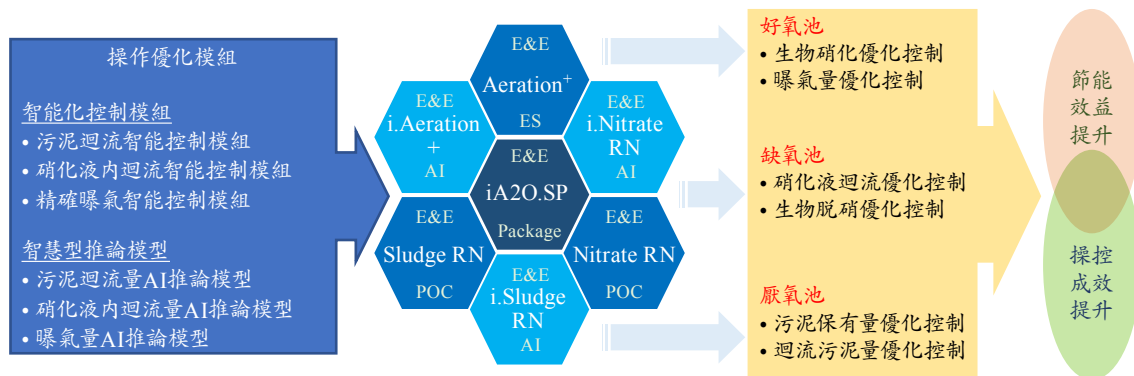 操作優化模組
智能化控制模組
• 污泥迴流智能控制模組
• 硝化液内迴流智能控制模組
• 精確曝氣智能控制模組
智慧型推論模型
• 污泥迴流量AI推論模型
• 硝化液内迴流量AI推論模型
• 曝氣量AI推論模型
E&E
Aeration+
ES
E&E
i.Aeration
+
AI
E&E
i.Nitrate
RN
AI
E&E
iA2O.SP
Package
E&E
Sludge RN
POC
E&E
Nitrate RN
POC
E&E
i.Sludge
RN
AI
好氧池
• 生物硝化優化控制
• 曝氣量優化控制
缺氧池
• 硝化液迴流優化控制
• 生物脱硝優化控制
厭氧池
• 污泥保有量優化控制
• 迴流污泥量優化控制
節能
效益
提升
操控
成效
提升